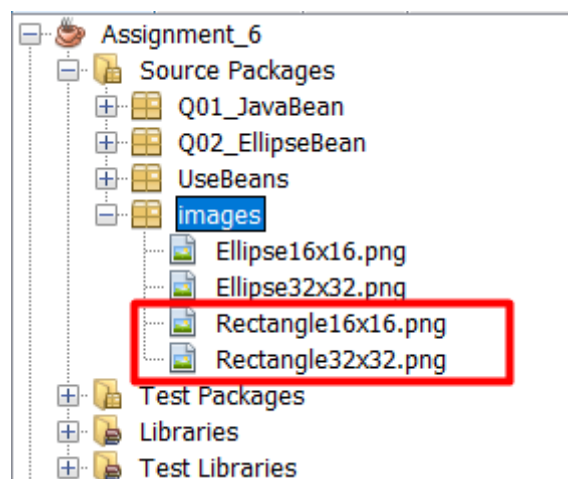 Assignment_6
Source Packages
Q01_JavaBean
Q02_EllipseBean
UseBeans
images
Ellipse16x16.png
Ellipse32x32.png
Rectangle16x16.png
Rectangle32x32.png
Test Packages
Libraries
Test Libraries